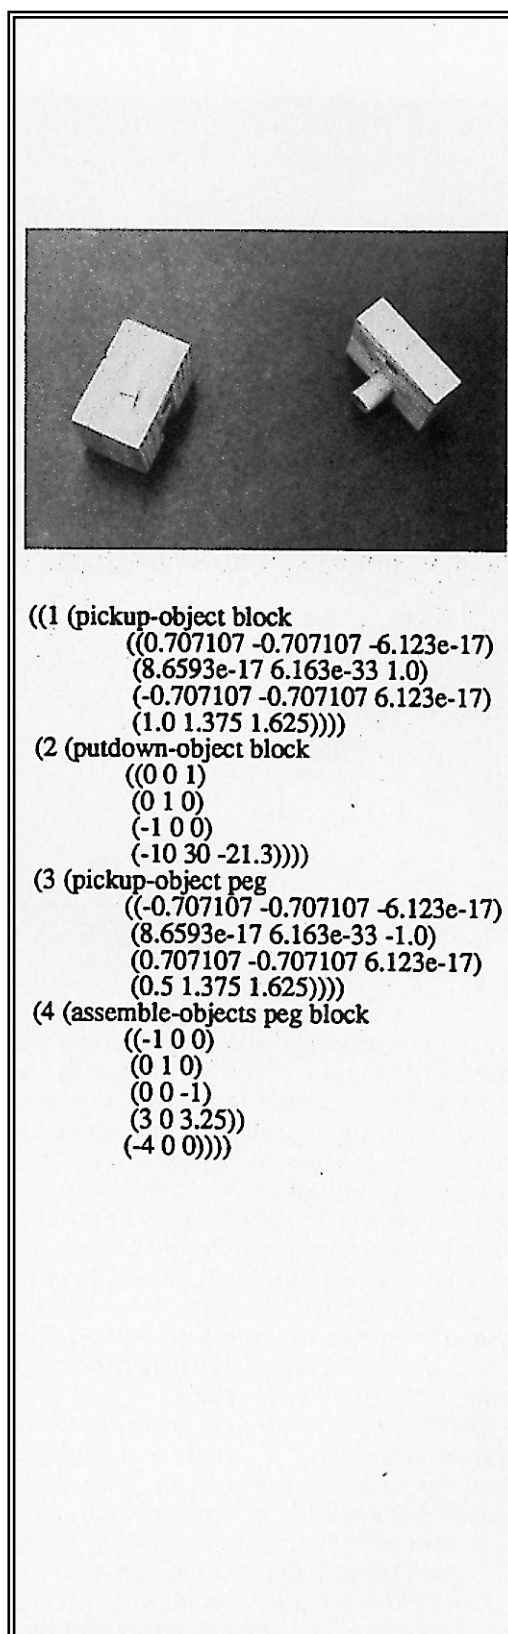 ((1 (pickup-object block
((0.707107 -0.707107 -6.123e-17)
(8.6593e-17 6.163e-33 1.0)
(-0.707107 -0.707107 6.123e-17)
(1.0 1.375 1.625))))
(2 (putdown-object block
((0 0 1)
(0 1 0)
(-1 0 0)
(-10 30 -21.3))))
(3 (pickup-object peg
((-0.707107 -0.707107 -6.123e-17)
(8.6593e-17 6.163e-33 -1.0)
(0.707107 -0.707107 6.123e-17)
(0.5 1.375 1.625))))
(4 (assemble-objects peg block
((-1 0 0)
(0 1 0)
(0 0 -1)
(3 0 3.25))
(-4 0 0))))